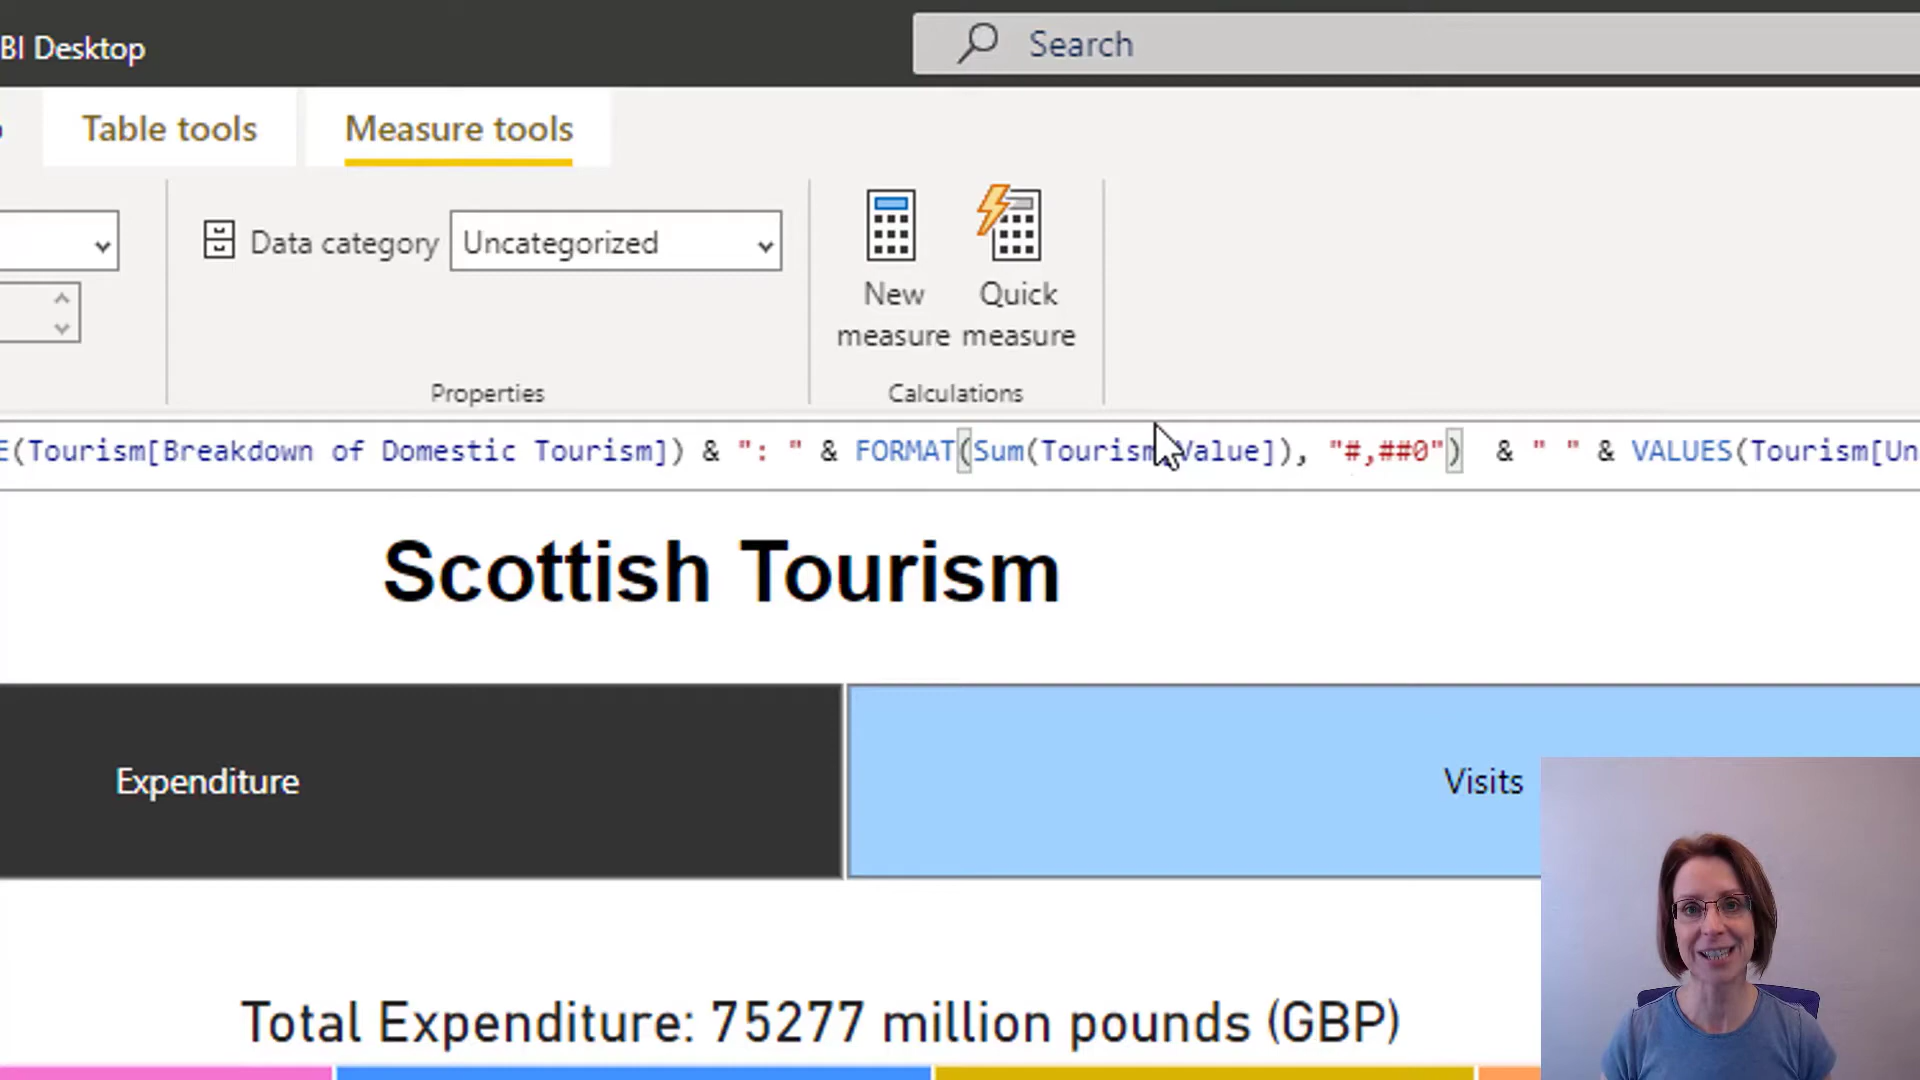 BI Desktop
Search
Table tools
Measure tools
Data category
Uncategorized
New measure
Quick measure
Properties
Calculations
E(Tourism[Breakdown of Domestic Tourism]) & ": " & FORMAT(Sum(Tourism Value]), "#,##0") & " " & VALUES(Tourism[Un
Scottish Tourism
Expenditure
Visits
Total Expenditure: 75277 million pounds (GBP)